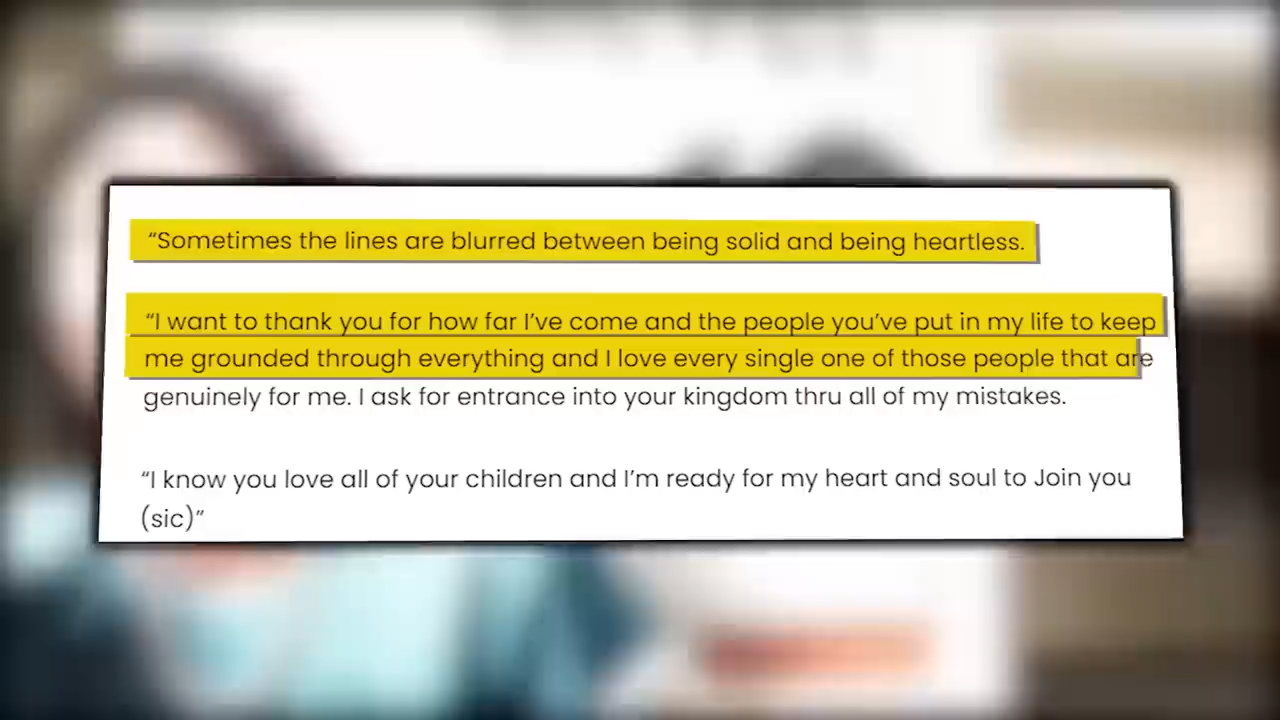 “Sometimes the lines are blurred between being solid and being heartless.
“I want to thank you for how far I’ve come and the people you’ve put in my life to keep
me grounded through everything and I love every single one of those people that are
genuinely for me. I ask for entrance into your kingdom thru all of my mistakes.
“I know you love all of your children and I’m ready for my heart and soul to Join you
(sic)”